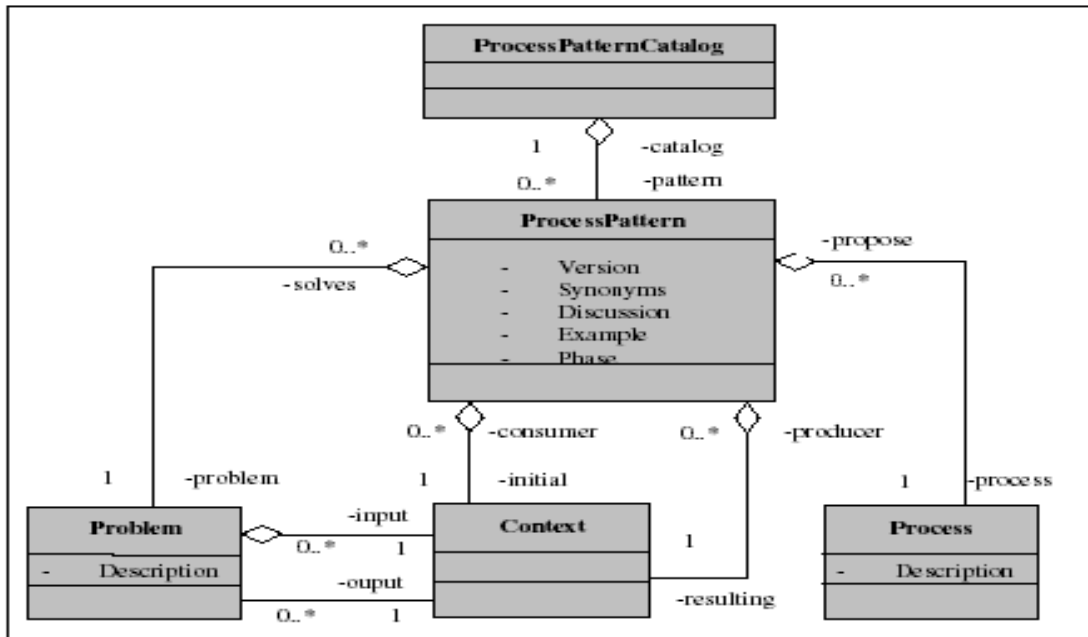 ProcessPatternCatalog
1 -catalog
0..* -pattern
ProcessPattern
0..* -solves
-propose
0..*
- Version
- Synonyms
- Discussion
- Example
- Phase
0..* -consumer
0..* -producer
1 -problem
1 -initial
1 -process
Problem
- Description
-input
0..* 1
-ouput
0..* 1
Context
1
-resulting
Process
- Description